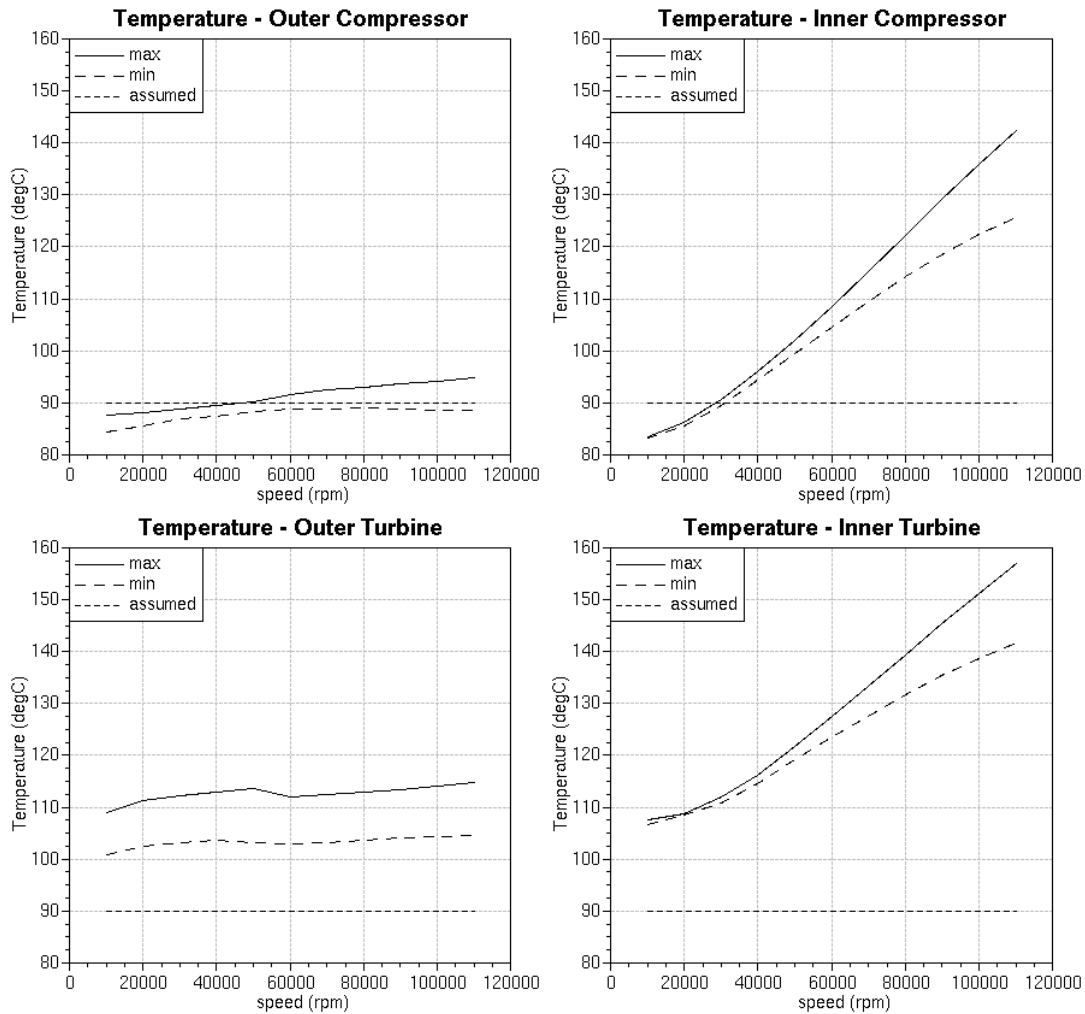 Temperature - Outer Compressor
160
150
140
130
120
110
100
90
80
Temperature (degC)
max
min
assumed
0 20000 40000 60000 80000 100000 120000
speed (rpm)
Temperature - Inner Compressor
160
150
140
130
120
110
100
90
80
Temperature (degC)
max
min
assumed
0 20000 40000 60000 80000 100000 120000
speed (rpm)
Temperature - Outer Turbine
160
150
140
130
120
110
100
90
80
Temperature (degC)
max
min
assumed
0 20000 40000 60000 80000 100000 120000
speed (rpm)
Temperature - Inner Turbine
160
150
140
130
120
110
100
90
80
Temperature (degC)
max
min
assumed
0 20000 40000 60000 80000 100000 120000
speed (rpm)